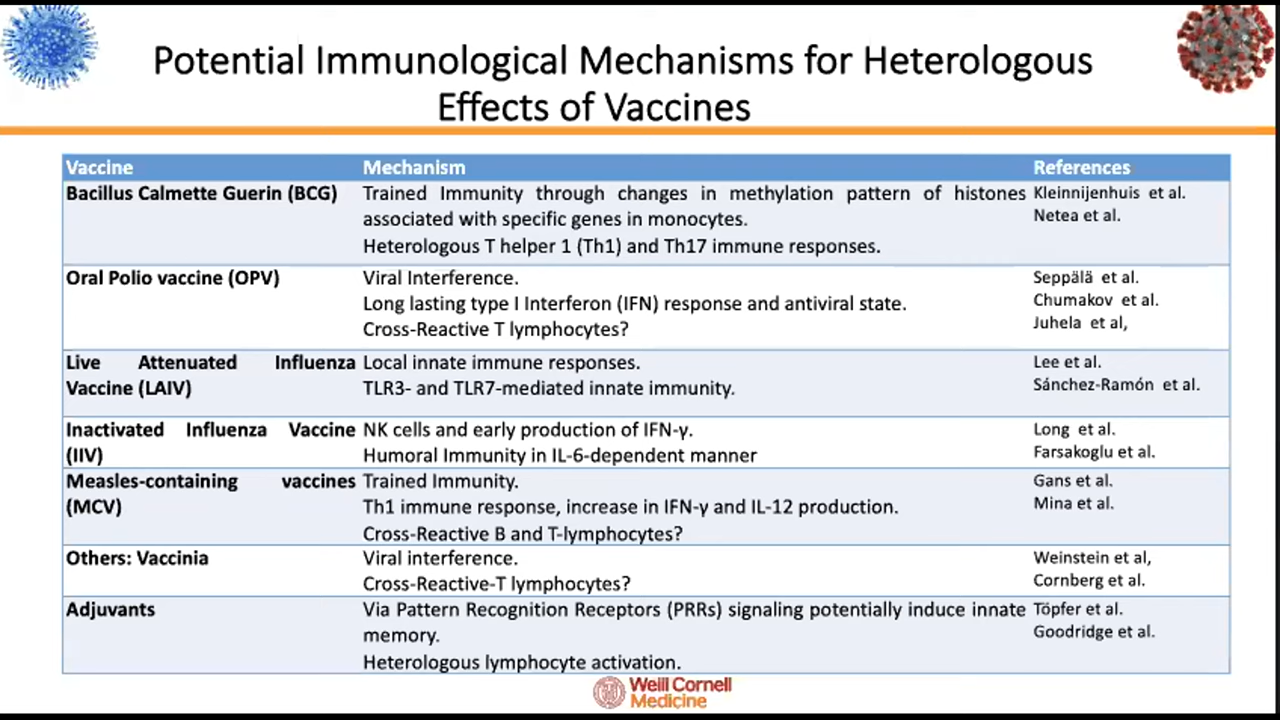 Potential Immunological Mechanisms for Heterologous
Effects of Vaccines
Vaccine Mechanism References
Bacillus Calmette Guerin (BCG) Trained Immunity through changes in methylation pattern of histones Kleinnijenhuis et al.
associated with specific genes in monocytes. Netea et al.
Heterologous T helper 1 (Th1) and Th17 immune responses.
Oral Polio vaccine (OPV) Viral Interference. Seppälä et al.
Long lasting type I Interferon (IFN) response and antiviral state. Chumakov et al.
Cross-Reactive T lymphocytes? Juhela et al,
Live Attenuated Influenza Local innate immune responses. Lee et al.
Vaccine (LAIV) TLR3- and TLR7-mediated innate immunity. Sánchez-Ramón et al.
Inactivated Influenza Vaccine NK cells and early production of IFN-γ. Long et al.
(IIV) Humoral Immunity in IL-6-dependent manner Farsakoglu et al.
Measles-containing vaccines Trained Immunity. Gans et al.
(MCV) Th1 immune response, increase in IFN-γ and IL-12 production. Mina et al.
Cross-Reactive B and T-lymphocytes?
Others: Vaccinia Viral interference. Weinstein et al,
Cross-Reactive-T lymphocytes? Cornberg et al.
Adjuvants Via Pattern Recognition Receptors (PRRs) signaling potentially induce innate Töpfer et al.
memory. Goodridge et al.
Heterologous lymphocyte activation.
Weill Cornell
Medicine